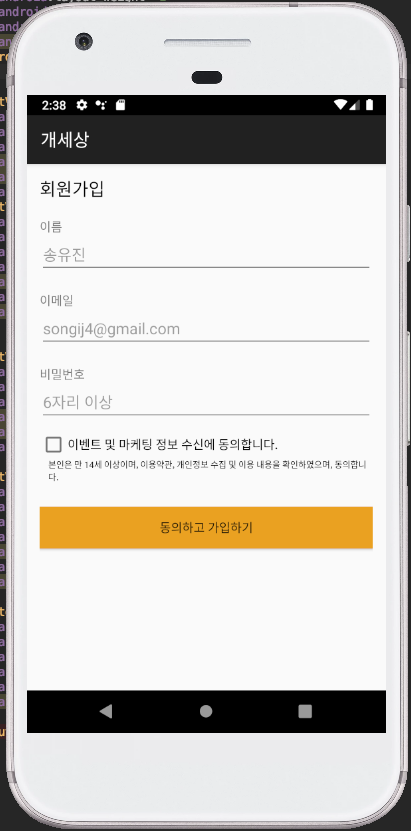 2:38
개세상
회원가입
이름
송유진
이메일
songij4@gmail.com
비밀번호
6자리 이상
이벤트 및 마케팅 정보 수신에 동의합니다.
본인은 만 14세 이상이며, 이용약관, 개인정보 수집 및 이용 내용을 확인하였으며, 동의합니
다.
동의하고 가입하기